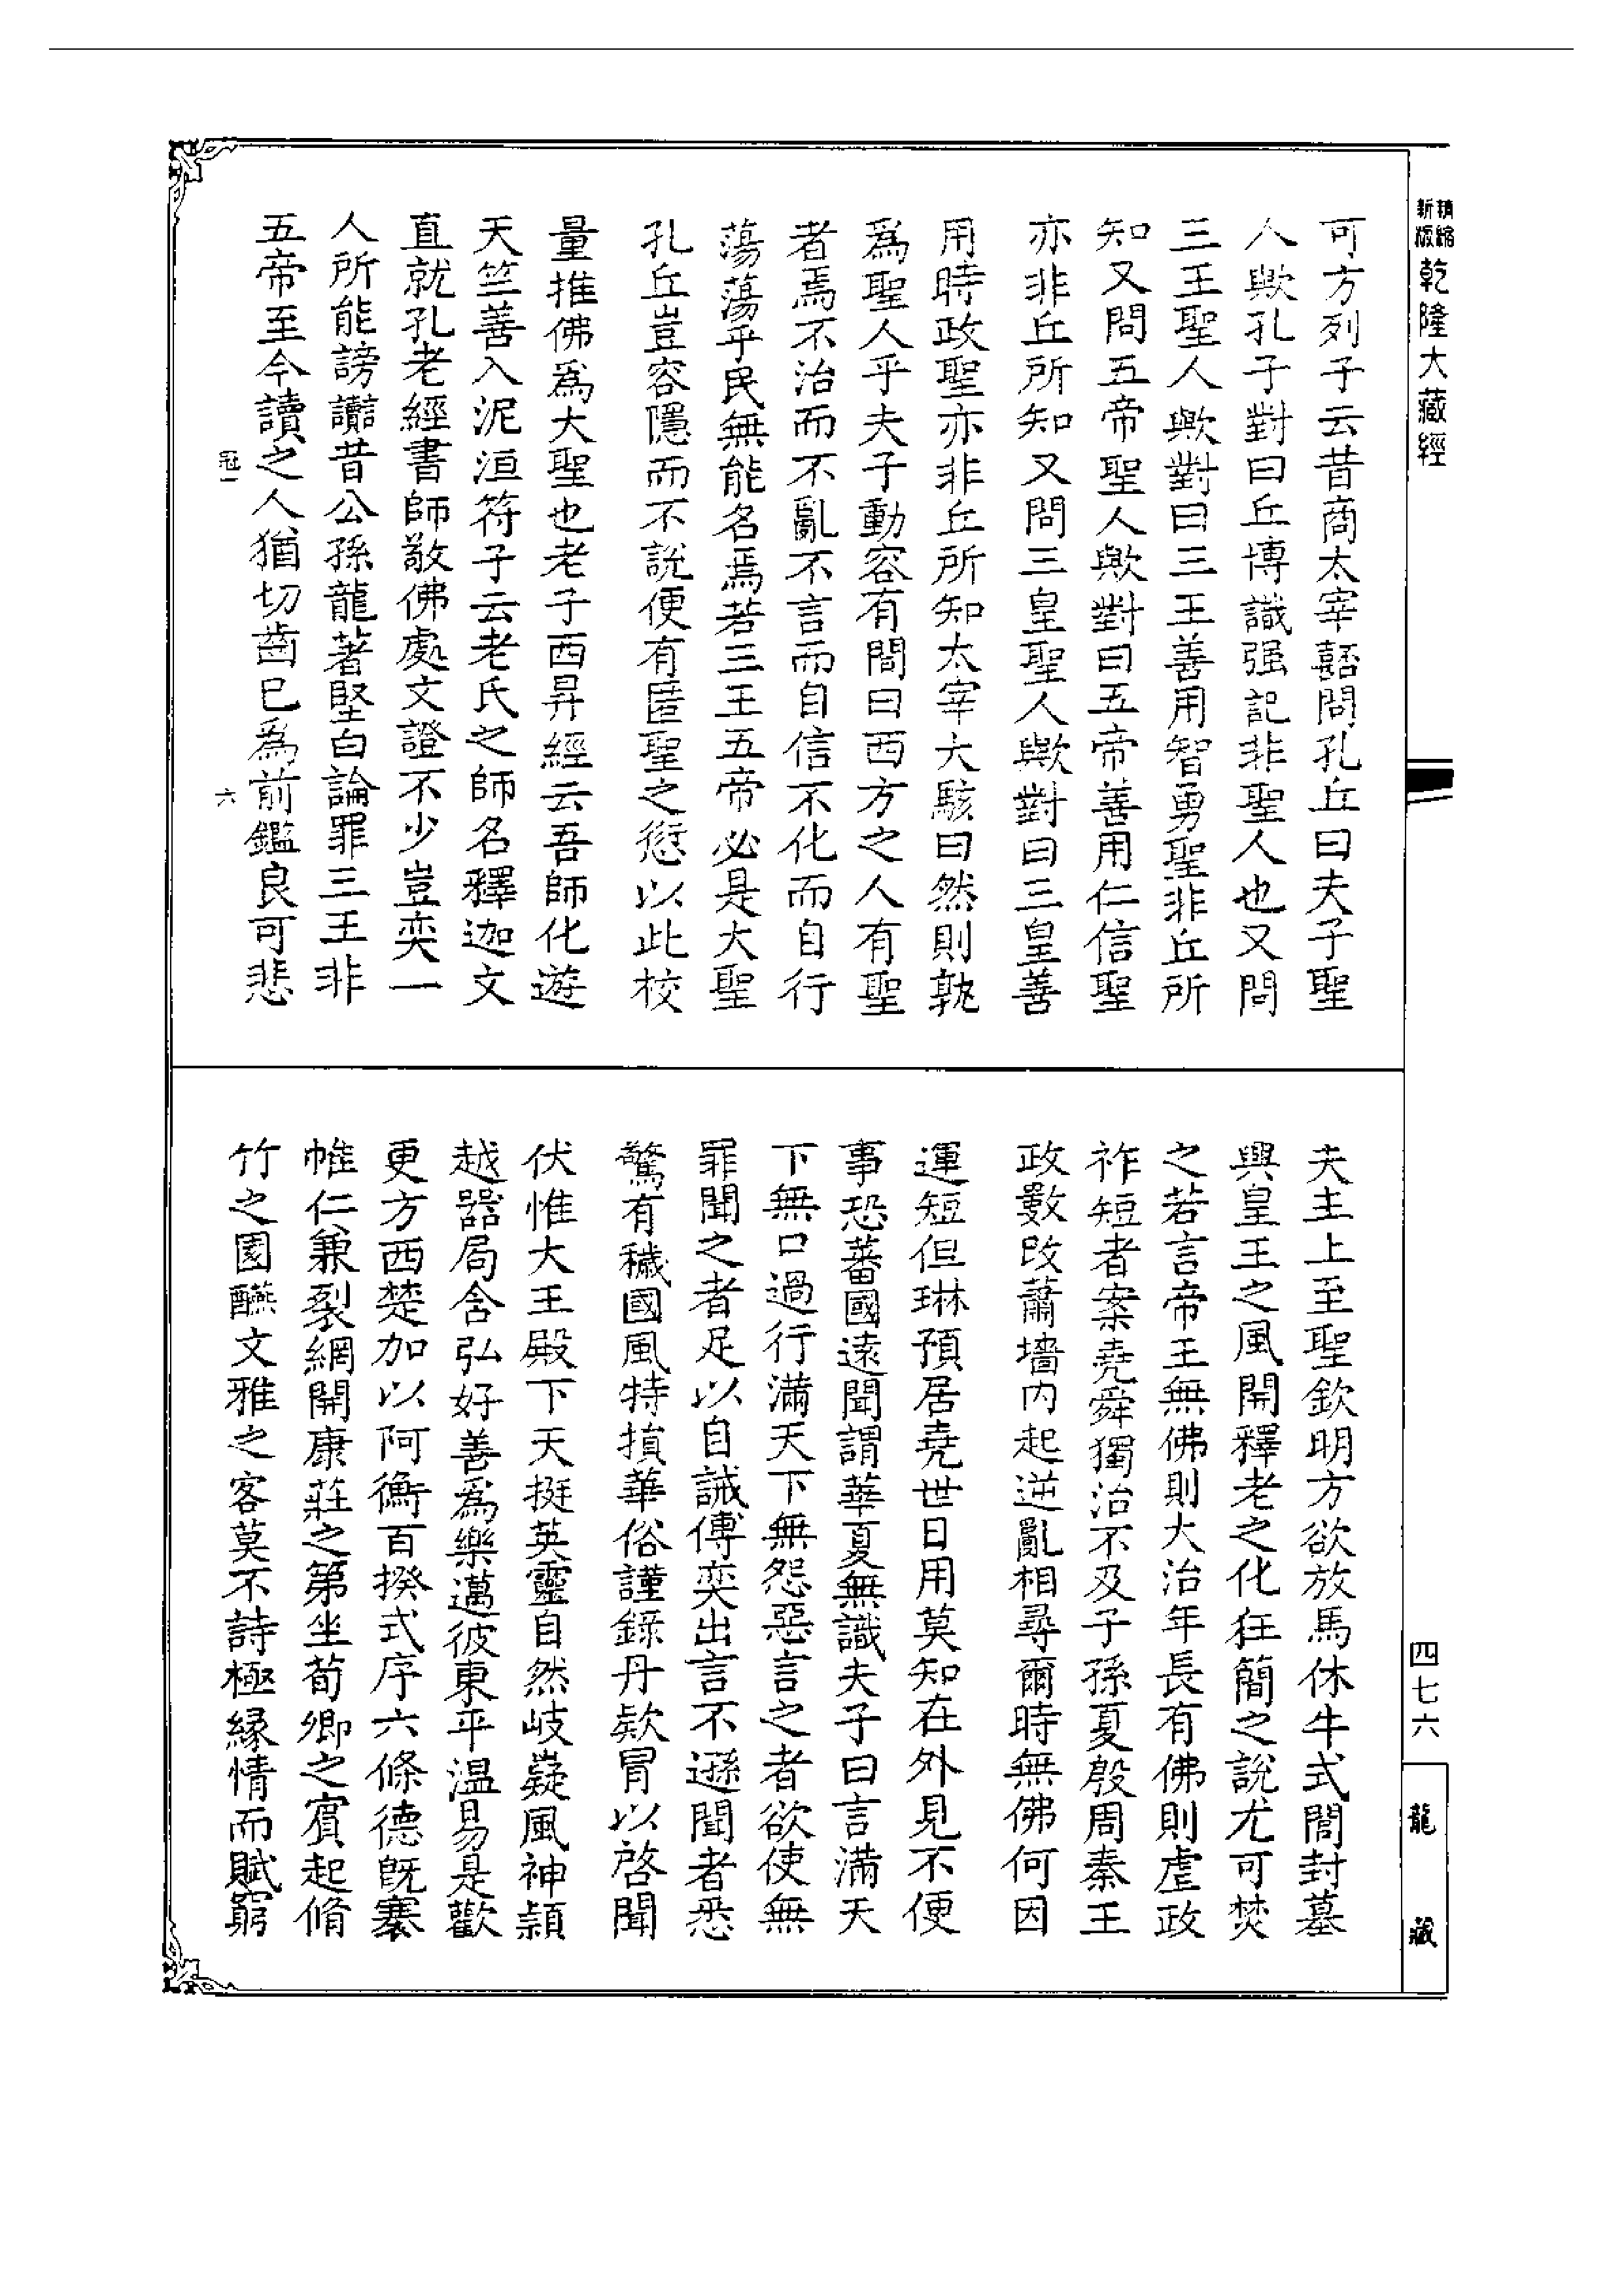 新版
精縮
乾隆大藏經
可方列子云昔商太宰嚭問孔丘曰夫子聖
人歟孔子對曰丘博識强記非聖人也又問
三王聖人歟對曰三王善用智勇聖非丘所
知又問五帝聖人歟對曰五帝善用仁信聖
亦非丘所知又問三皇聖人歟對曰三皇善
用時政聖亦非丘所知太宰大駭曰然則孰
爲聖人乎夫子動容有間曰西方之人有聖
者焉不治而不亂不言而自信不化而自行
蕩蕩乎民無能名焉若三王五帝必是大聖
孔丘豈容隱而不說便有匿聖之愆以此校
量推佛爲大聖也老子西昇經云吾師化遊
天竺善入泥洹符子云老氏之師名釋迦文
直就孔老經書師敬佛處文證不少豈奕一
人所能謗讟昔公孫龍著堅白論罪三王非
五帝至今讀之人猶切齒已爲前鑑良可悲
冠一
六
夫主上至聖欽明方欲放馬休牛式閭封墓
興皇王之風開釋老之化狂簡之說尤可焚
之若言帝王無佛則大治年長有佛則虐政
祚短者案堯舜獨治不及子孫夏殷周秦王
政數改蕭墻內起逆亂相尋爾時無佛何因
運短但琳預居堯世日用莫知在外見不便
事恐蕃國遠聞謂華夏無識夫子曰言滿天
下無口過行滿天下無怨惡言之者欲使無
罪聞之者足以自誡傅奕出言不遜聞者悉
驚有穢國風特損華俗謹錄丹欵冒以啓聞
伏惟大王殿下天挺英靈自然岐嶷風神頴
越器局含弘好善爲樂邁彼東平溫易是歡
更方西楚加以阿衡百揆式序六條德旣褰
帷仁兼裂網開康莊之第坐荀卿之賓起脩
竹之園醼文雅之客莫不詩極緣情而賦窮
四七六
龍藏